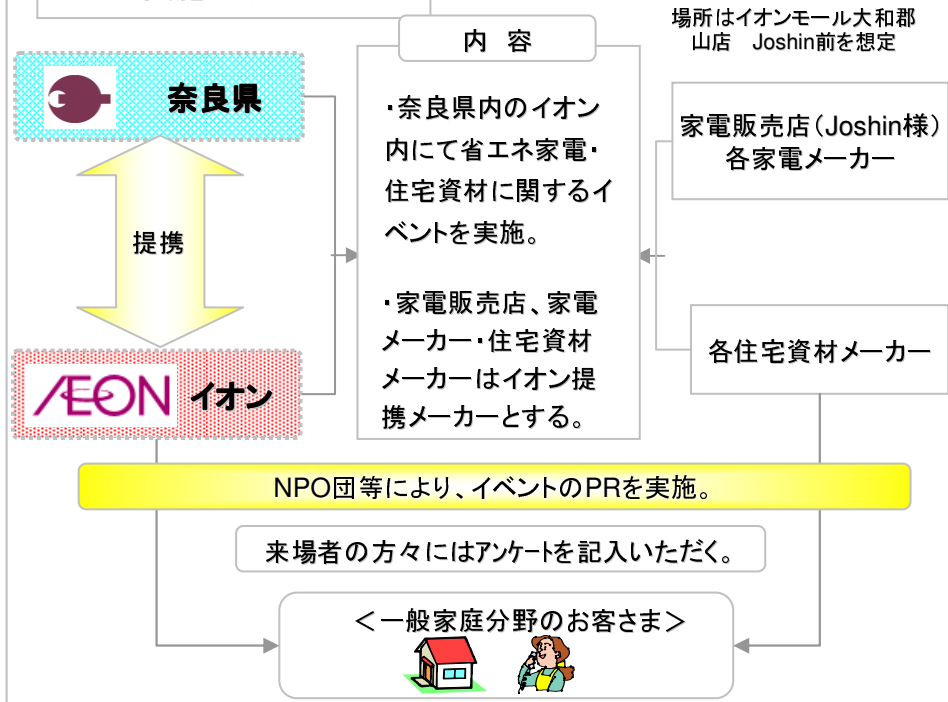 場所はイオンモール大和郡
山店　Joshin前を想定
内　容
奈良県
・奈良県内のイオン
内にて省エネ家電・
住宅資材に関するイ
ベントを実施。
・家電販売店、家電
メーカー・住宅資材
メーカーはイオン提
携メーカーとする。
家電販売店（Joshin様）
各家電メーカー
提携
各住宅資材メーカー
ÆON イオン
NPO団等により、イベントのPRを実施。
来場者の方々にはアンケートを記入いただく。
＜一般家庭分野のお客さま＞